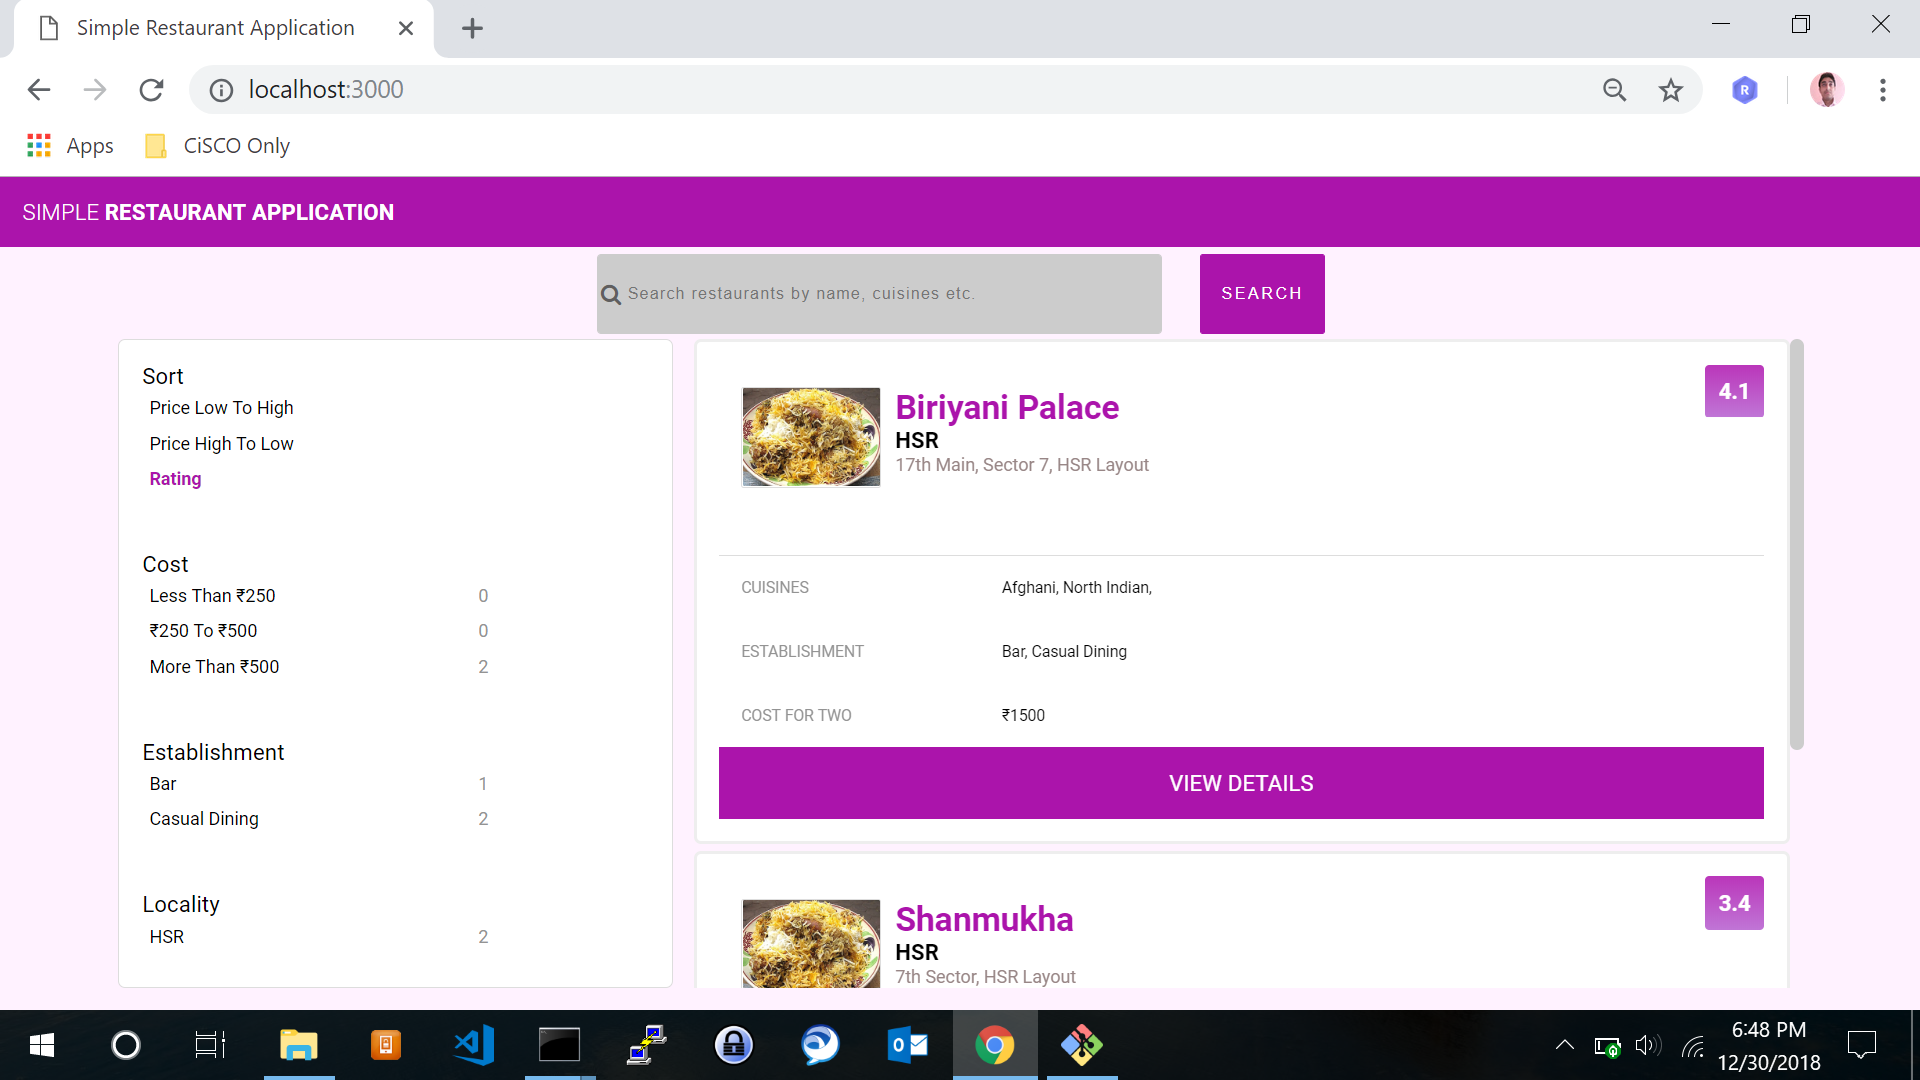 Simple Restaurant Application
localhost:3000
R
Apps
CiSCO Only
SIMPLE RESTAURANT APPLICATION
Search restaurants by name, cuisines etc.
SEARCH
Sort
Price Low To High
Price High To Low
Rating
Cost
Less Than ₹250 0
₹250 To ₹500 0
More Than ₹500 2
Establishment
Bar 1
Casual Dining 2
Locality
HSR 2
4.1
Biriyani Palace
HSR
17th Main, Sector 7, HSR Layout
CUISINES Afghani, North Indian,
ESTABLISHMENT Bar, Casual Dining
COST FOR TWO ₹1500
VIEW DETAILS
3.4
Shanmukha
HSR
7th Sector, HSR Layout
6:48 PM
12/30/2018